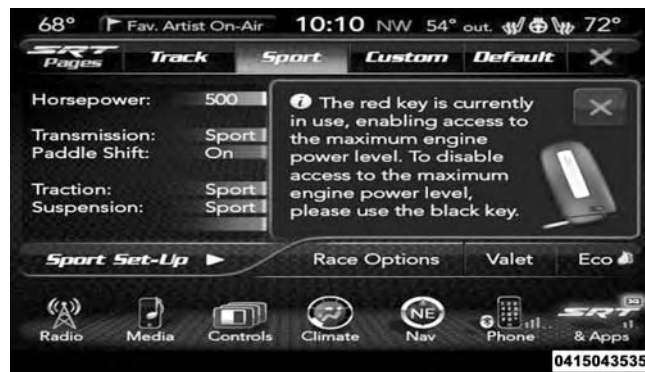 68° Fav. Artist On-Air 10:10 NW 54° out. 72°
SRT Pages Track Sport Custom Default
Horsepower: 500
Transmission: Sport
Paddle Shift: On
Traction: Sport
Suspension: Sport
The red key is currently
in use, enabling access to
the maximum engine
power level. To disable
access to the maximum
engine power level,
please use the black key.
Sport Set-Up Race Options Valet Eco
NE
3G
SRT
Radio Media Controls Climate Nav Phone & Apps
0415043535